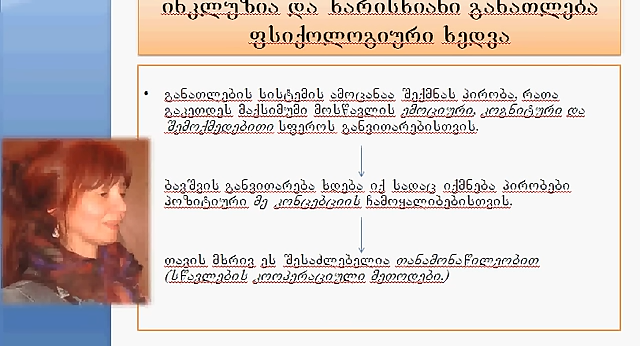 ინკლუზია და ხარისხიანი განათლება
ფსიქოლოგიური ხედვა
• განათლების სისტემის ამოცანაა შექმნას პირობა, რათა
გაკეთდეს მაქსიმუმი მოსწავლის ემოციური, კოგნიტური და
შემოქმედებითი სფეროს განვითარებისთვის.
ბავშვის განვითარება ხდება იქ სადაც იქმნება პირობები
პოზიტიური მე კონცეფციის ჩამოყალიბებისთვის.
თავის მხრივ ეს შესაძლებელია თანამონაწილეობით
(სწავლების კოოპერაციული მეთოდები.)